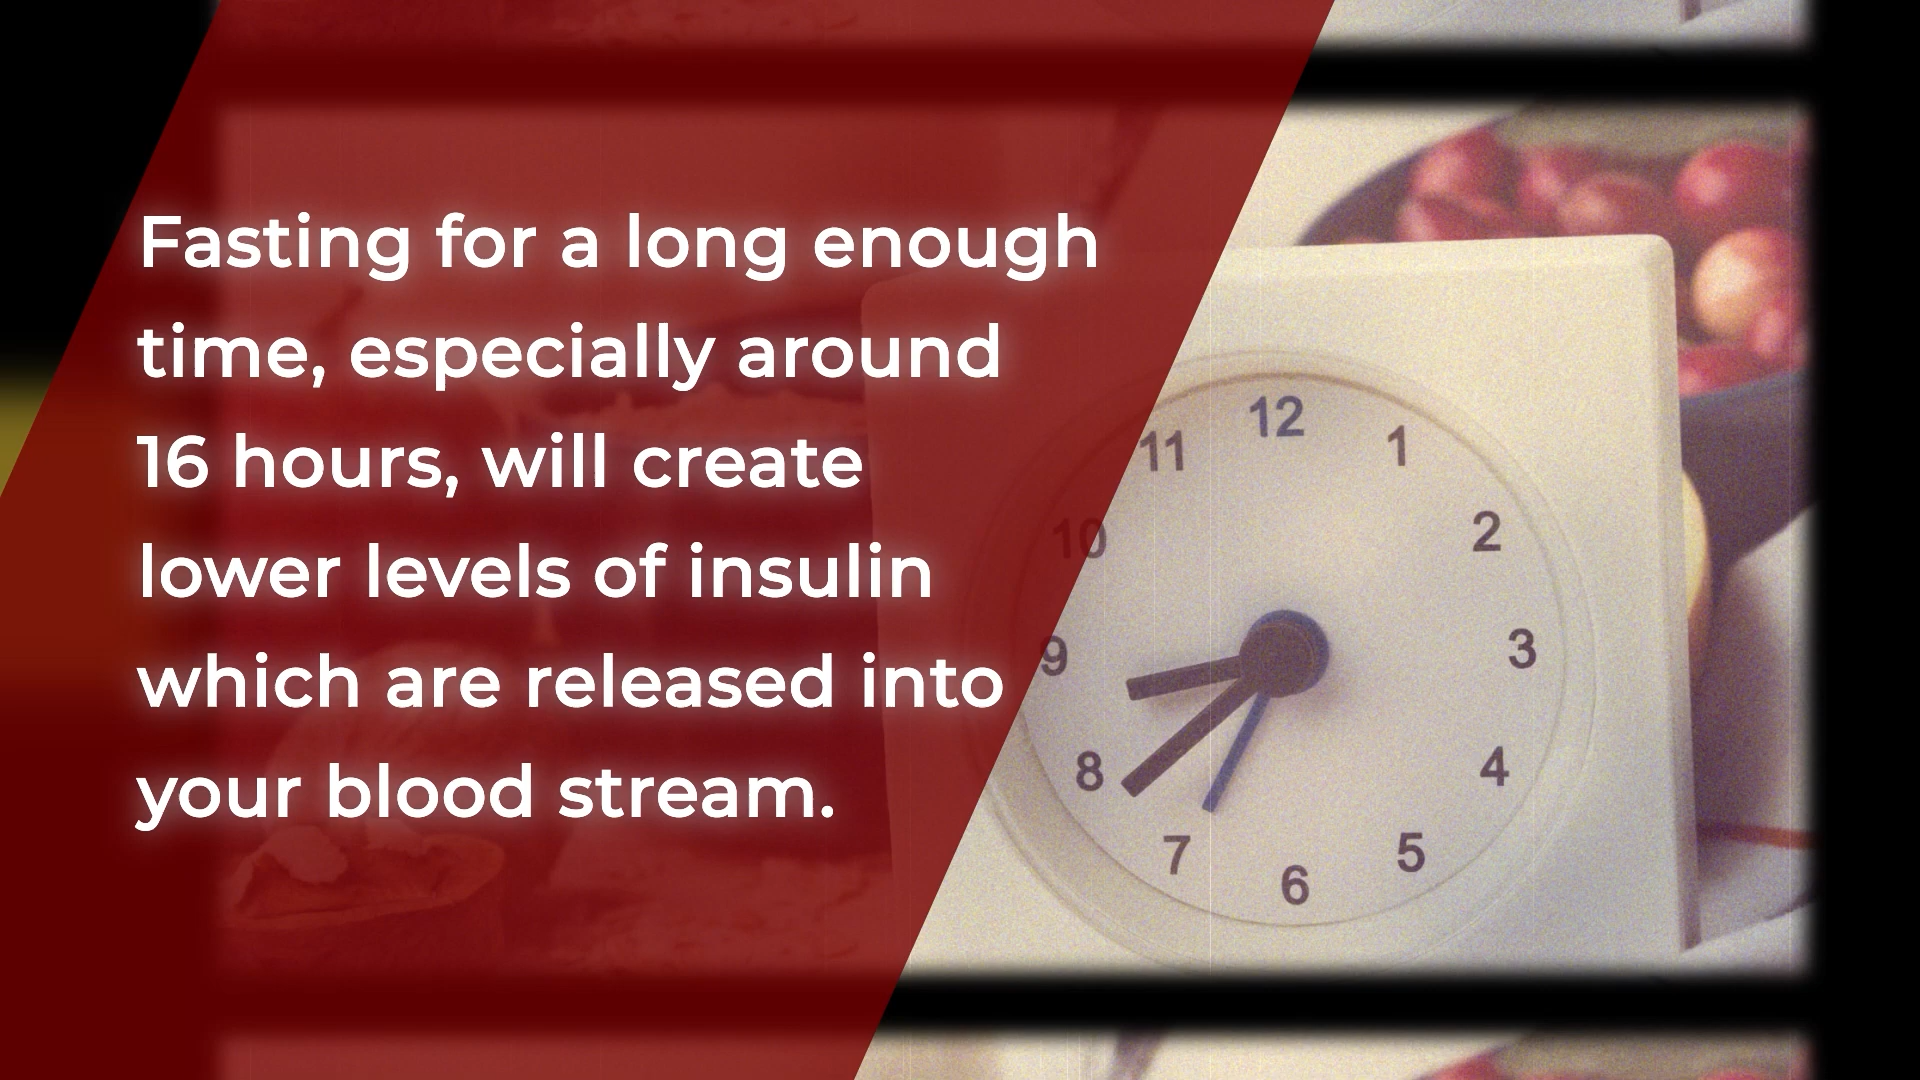 Fasting for a long enough
time, especially around
16 hours, will create
lower levels of insulin
which are released into
your blood stream.
12
11
1
10
2
9
3
8
4
7
5
6